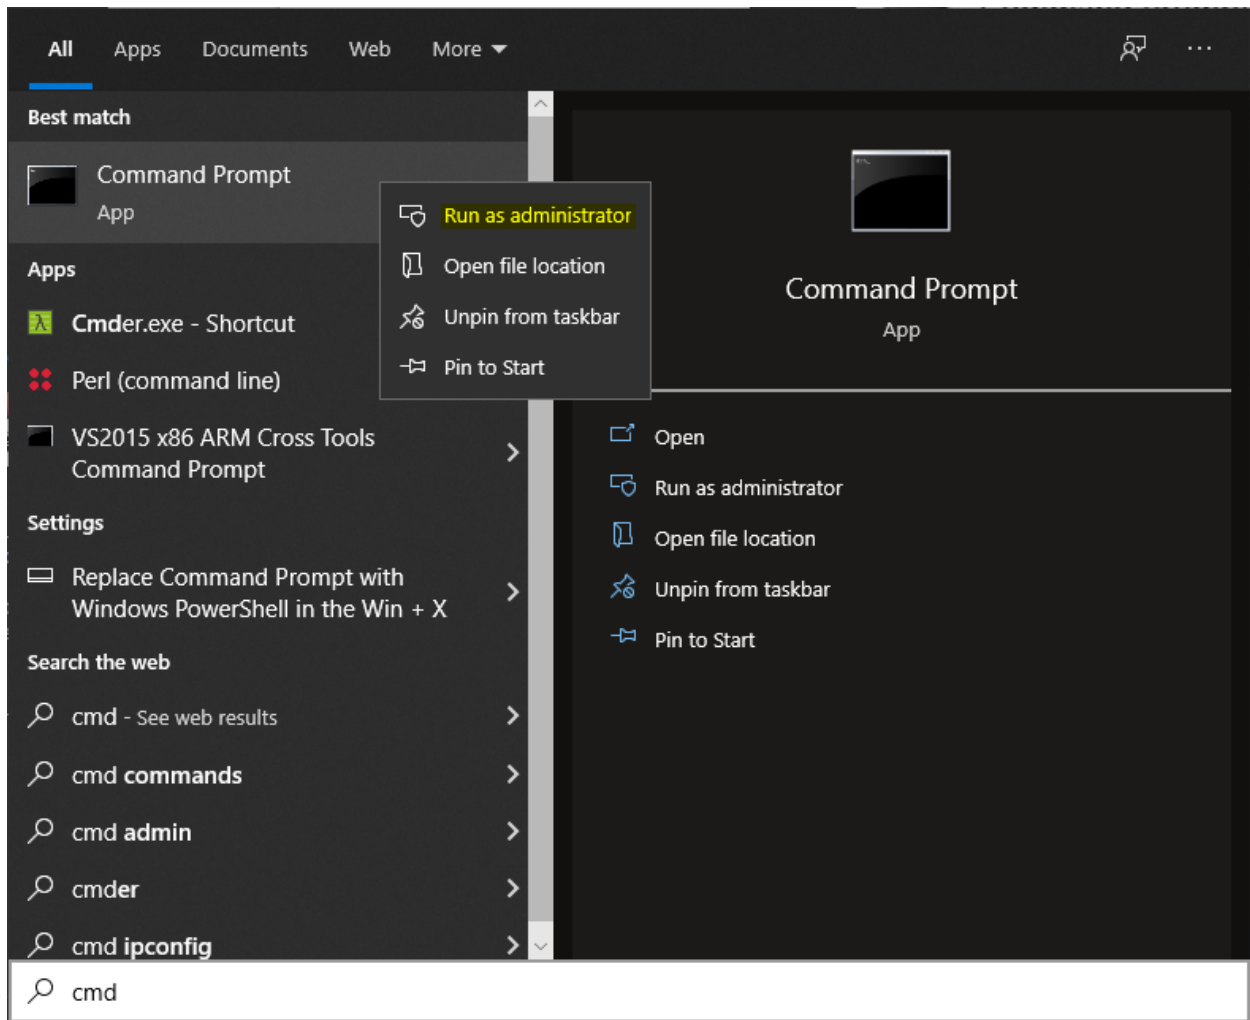 All Apps Documents Web More
Best match
Command Prompt
App
Run as administrator
Open file location
Unpin from taskbar
Pin to Start
Apps
Cmder.exe - Shortcut
Perl (command line)
VS2015 x86 ARM Cross Tools
Command Prompt
Settings
Replace Command Prompt with
Windows PowerShell in the Win + X
Search the web
cmd - See web results
cmd commands
cmd admin
cmder
cmd ipconfig
cmd
Command Prompt
App
Open
Run as administrator
Open file location
Unpin from taskbar
Pin to Start